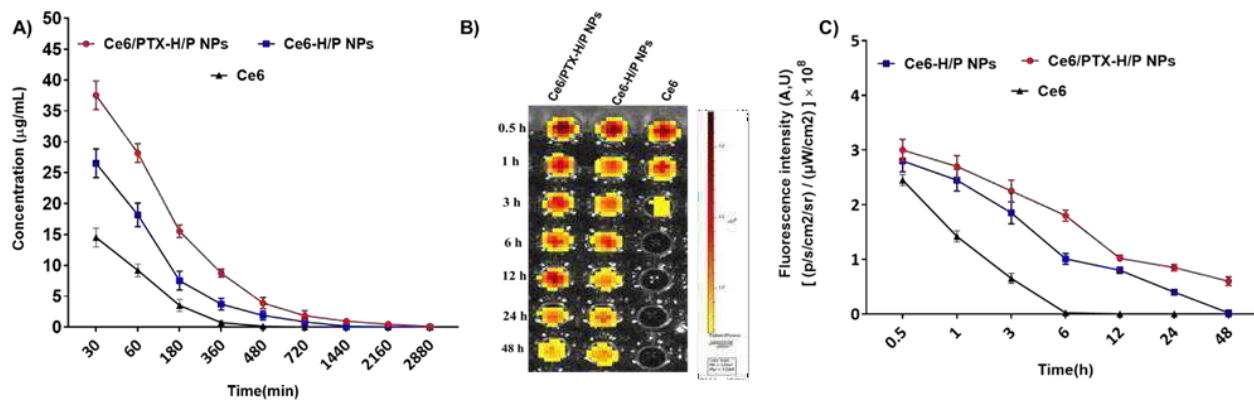 A)
Concentration (µg/mL)
50
45
40
35
30
25
20
15
10
5
0
Ce6/PTX-H/P NPs
Ce6-H/P NPs
Ce6
30 60 180 360 480 720 1440 2160 2880
Time(min)
B)
Ce6/PTX-H/P NPs
Ce6-H/P NPs
Ce6
0.5 h
1 h
3 h
6 h
12 h
24 h
48 h
C)
Fluorescence intensity (A,U)
[ (p/s/cm2/sr) / (µW/cm2) ] × 10⁸
5
4
3
2
1
0
Ce6-H/P NPs
Ce6/PTX-H/P NPs
Ce6
0.5 1 3 6 12 24 48
Time(h)